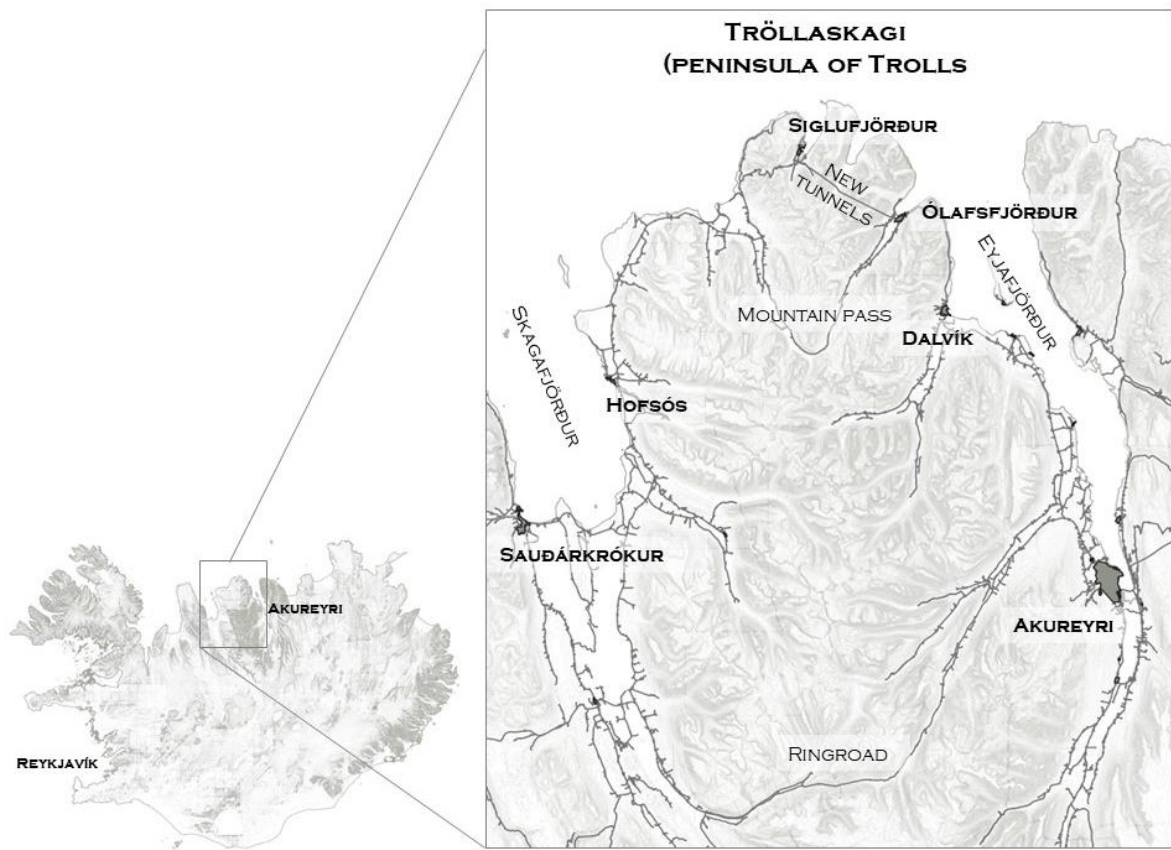 TRÖLLASKAGI
(PENINSULA OF TROLLS
SIGLUFJÖRÐUR
NEW
TUNNELS
ÓLAFSFJÖRÐUR
EYJAFJÖRÐUR
MOUNTAIN PASS
DALVÍK
SKAGAFJÖRÐUR
HOFSÓS
SAUÐÁRKRÓKUR
AKUREYRI
AKUREYRI
RINGROAD
REYKJAVÍK